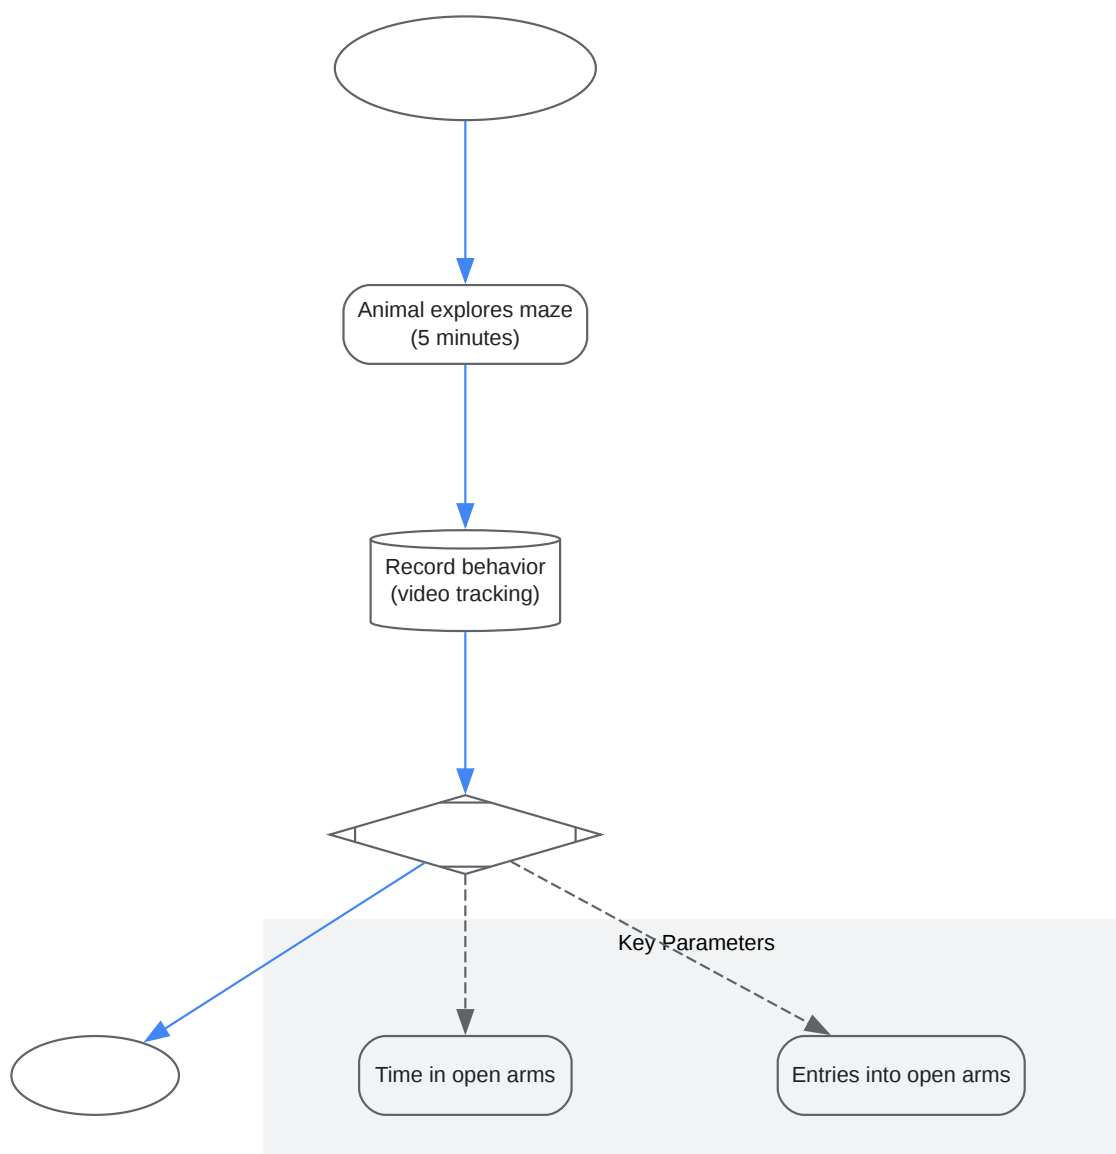 Animal explores maze
(5 minutes)
Record behavior
(video tracking)
Key Parameters
Time in open arms
Entries into open arms